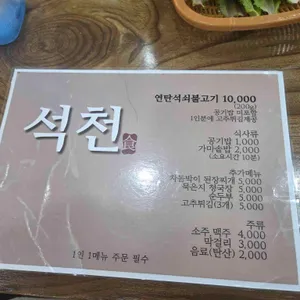 석천
食
연탄석쇠불고기 10,000
(200g)
공기밥 미포함
1인분에 고추튀김제공
식사류
공기밥 1,000
가마솥밥 2,000
(소요시간 10분)
추가메뉴
차돌박이 된장찌개 5,000
묵은지 청국장 5,000
순두부 5,000
고추튀김(3개) 5,000
주류
소주 맥주 4,000
막걸리 3,000
음료(탄산) 2,000
1인 1메뉴 주문 필수